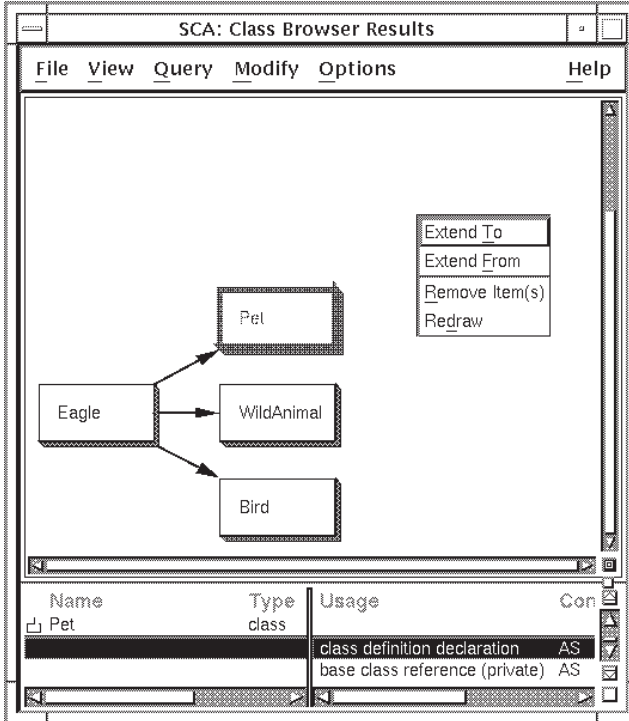 SCA: Class Browser Results
File View Query Modify Options Help
Extend To
Extend From
Remove Item(s)
Redraw
Pet
Eagle
WildAnimal
Bird
Name Type Usage Con
Pet class
class definition declaration AS
base class reference (private) AS